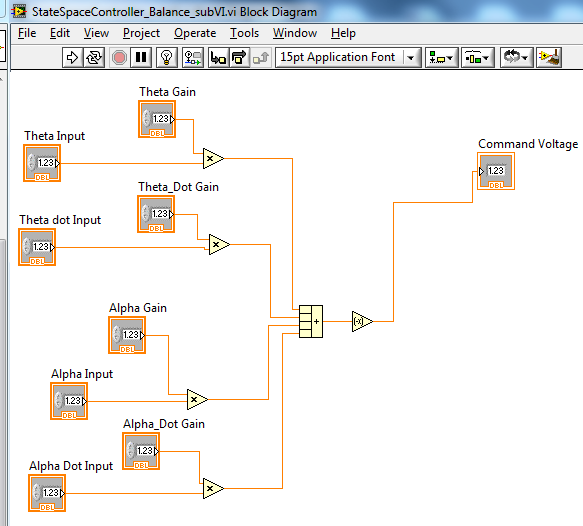 StateSpaceController_Balance_subVI.vi Block Diagram
File Edit View Project Operate Tools Window Help
15pt Application Font
Theta Gain
1.23
DBL
Theta Input
1.23
DBL
Command Voltage
1.23
DBL
Theta_Dot Gain
1.23
DBL
Theta dot Input
1.23
DBL
Alpha Gain
1.23
DBL
Alpha Input
1.23
DBL
Alpha_Dot Gain
1.23
DBL
Alpha Dot Input
1.23
DBL